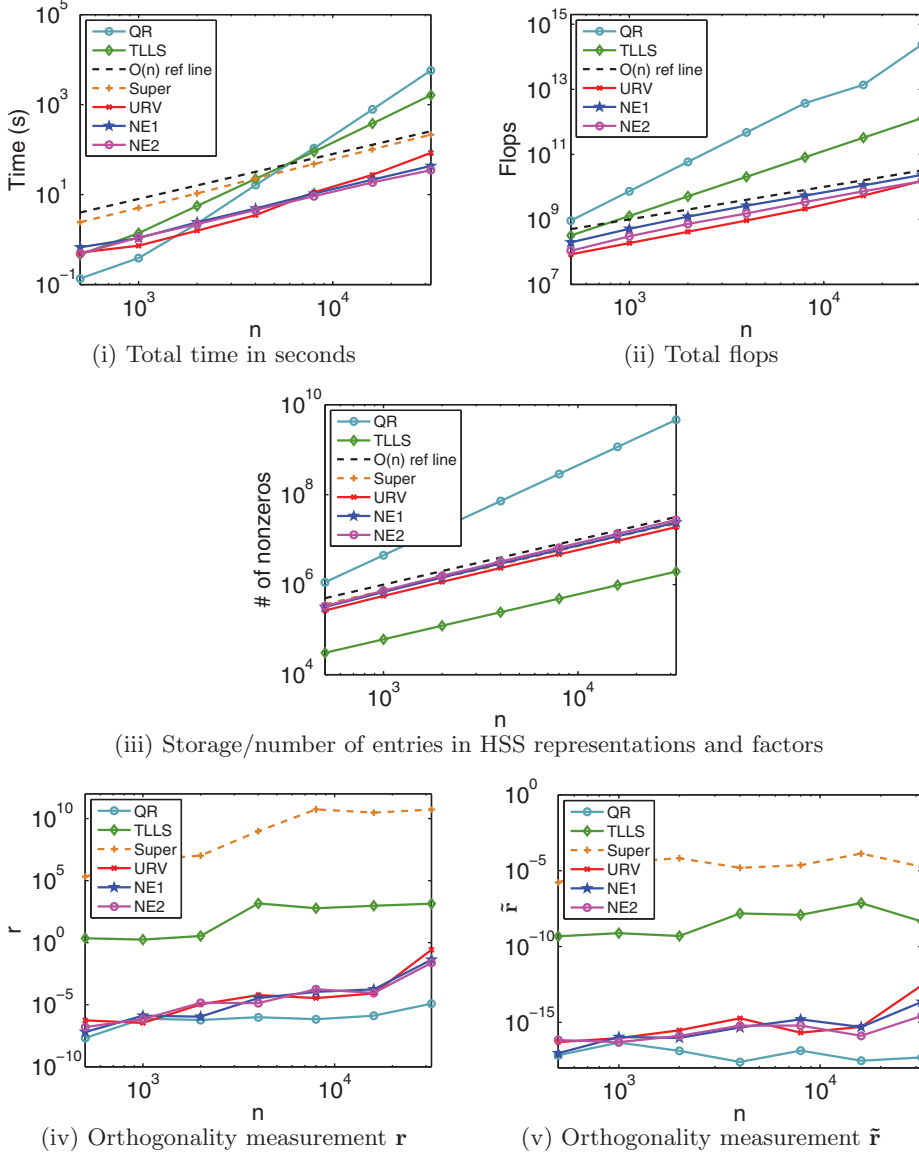 10^5
10^3
10^1
10^-1
Time (s)
QR
TLLS
O(n) ref line
Super
URV
NE1
NE2
10^3
10^4
n
(i) Total time in seconds
10^15
10^13
10^11
10^9
10^7
Flops
QR
TLLS
O(n) ref line
URV
NE1
NE2
10^3
10^4
n
(ii) Total flops
10^10
10^8
10^6
10^4
# of nonzeros
QR
TLLS
O(n) ref line
Super
URV
NE1
NE2
10^3
10^4
n
(iii) Storage/number of entries in HSS representations and factors
10^10
10^5
10^0
10^-5
10^-10
r
QR
TLLS
Super
URV
NE1
NE2
10^3
10^4
n
(iv) Orthogonality measurement r
10^0
10^-5
10^-10
10^-15
r̃
QR
TLLS
Super
URV
NE1
NE2
10^3
10^4
n
(v) Orthogonality measurement r̃